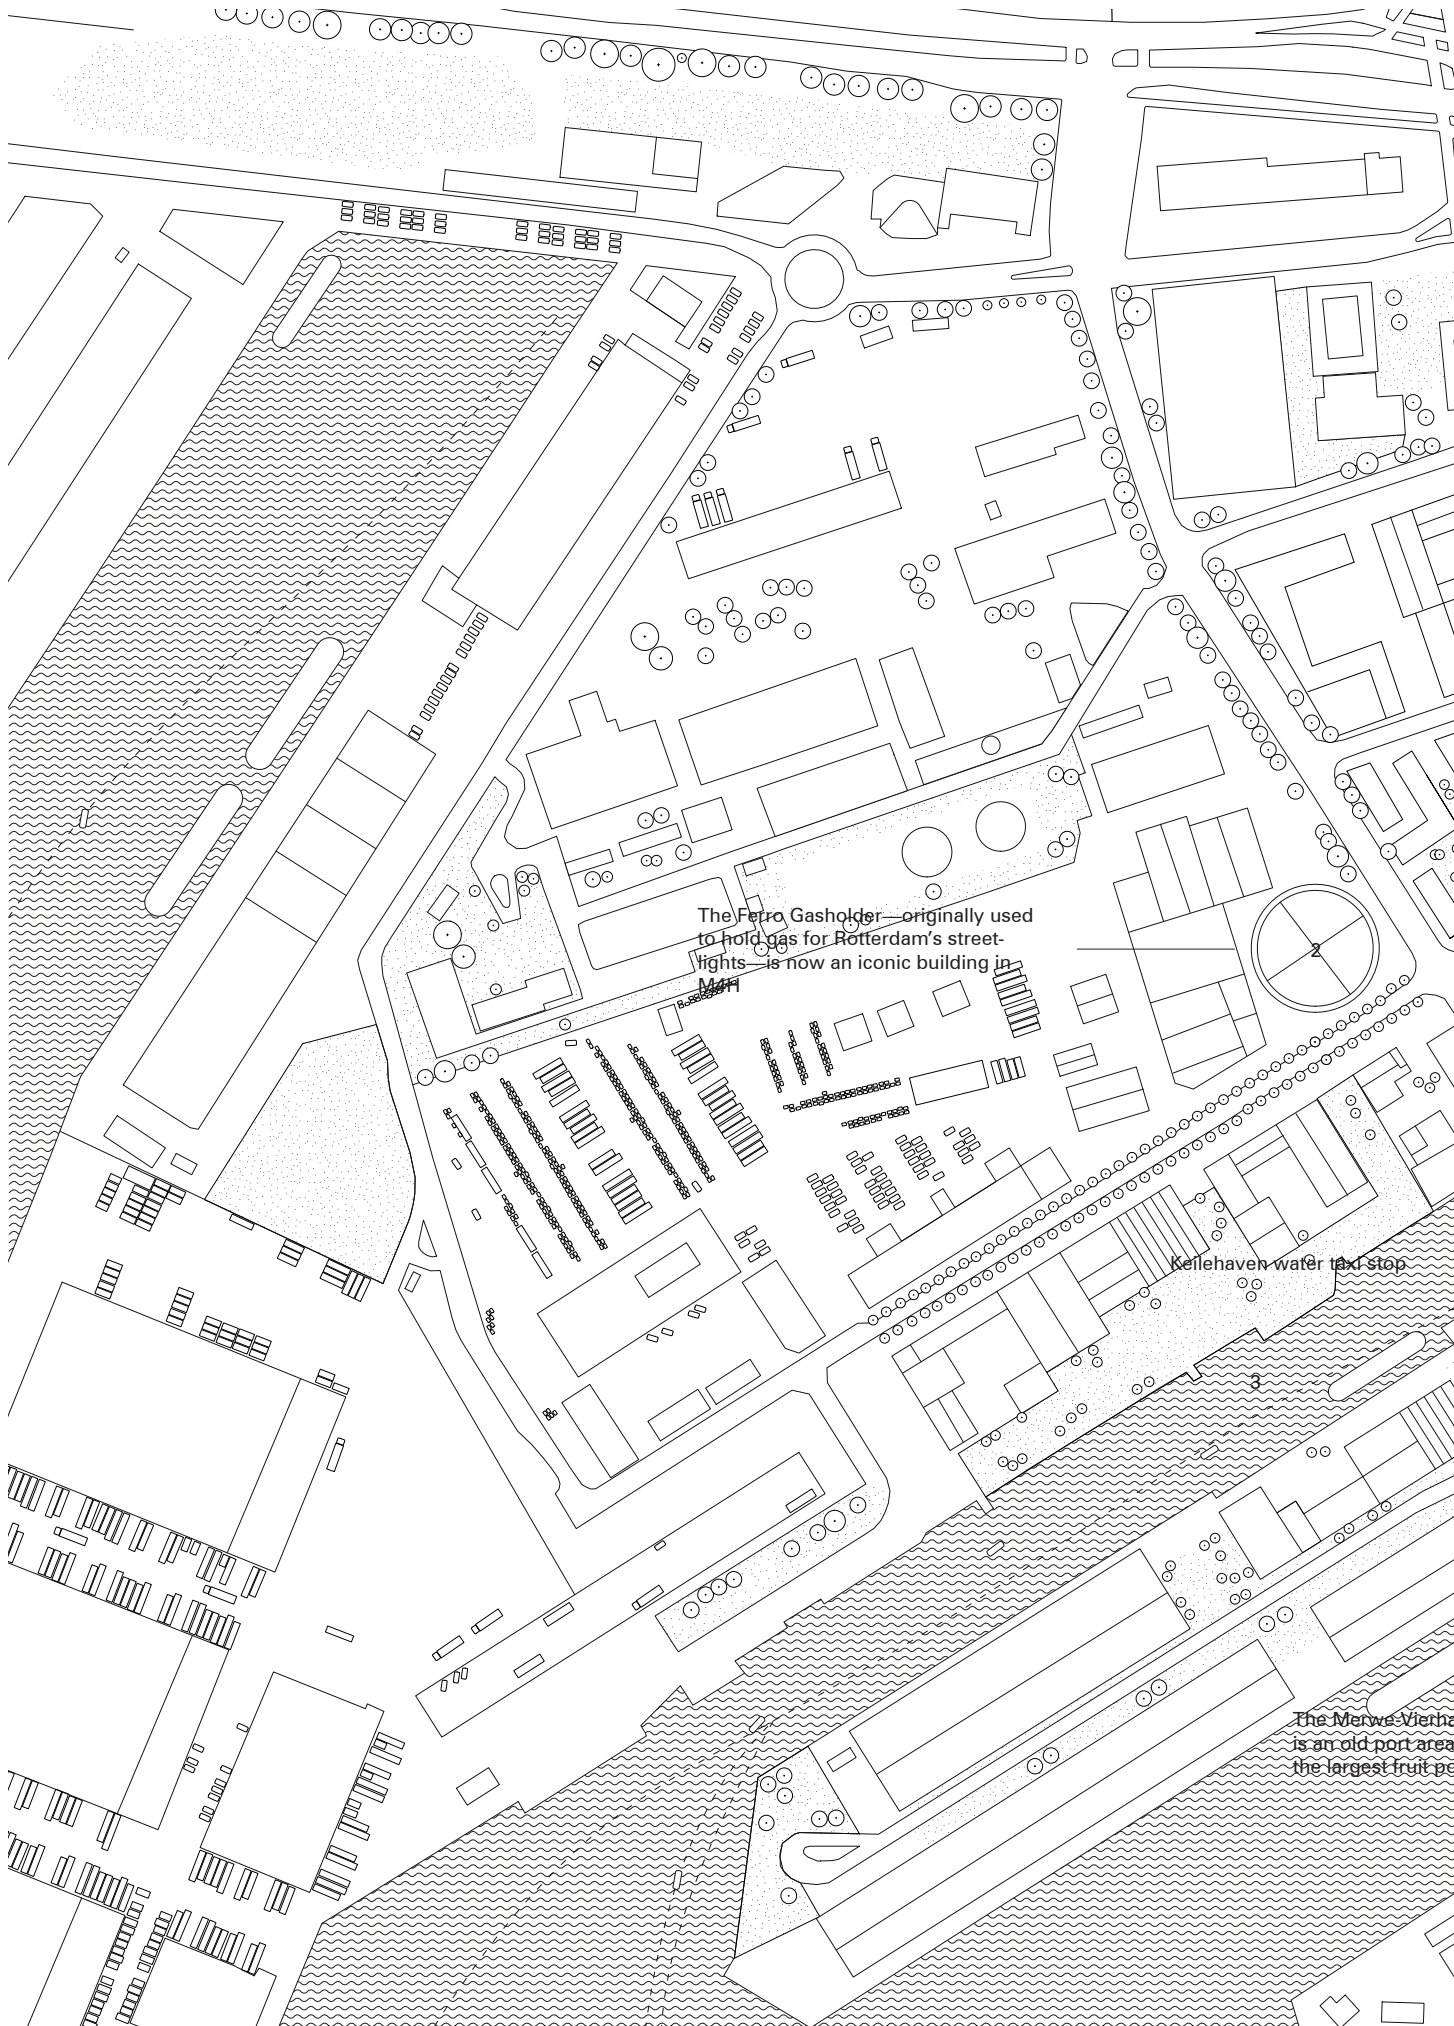 The Ferro Gasholder—originally used
to hold gas for Rotterdam's street-
lights—is now an iconic building in
M4H
2
Keilehaven water taxi stop
3
The Merwe-Vierha
is an old port area
the largest fruit po